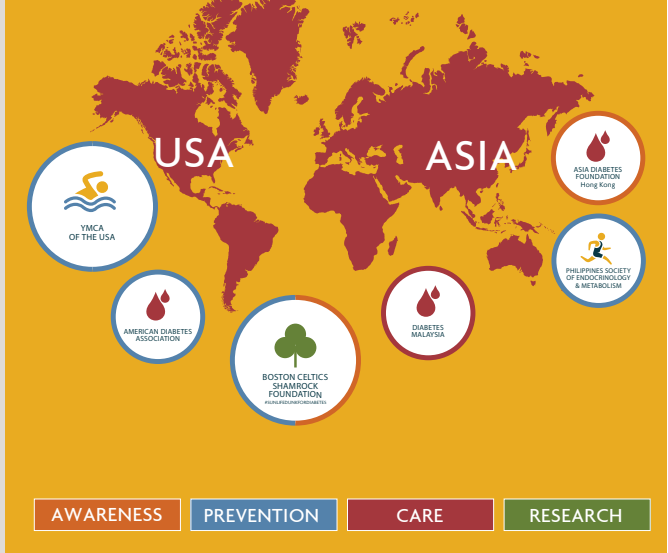 USA
ASIA
ASIA DIABETES
FOUNDATION
Hong Kong
YMCA
OF THE USA
PHILIPPINES SOCIETY
OF ENDOCRINOLOGY
& METABOLISM
AMERICAN DIABETES
ASSOCIATION
DIABETES
MALAYSIA
BOSTON CELTICS
SHAMROCK
FOUNDATION
#SUNLIFEDUNKFORDIABETES
AWARENESS
PREVENTION
CARE
RESEARCH